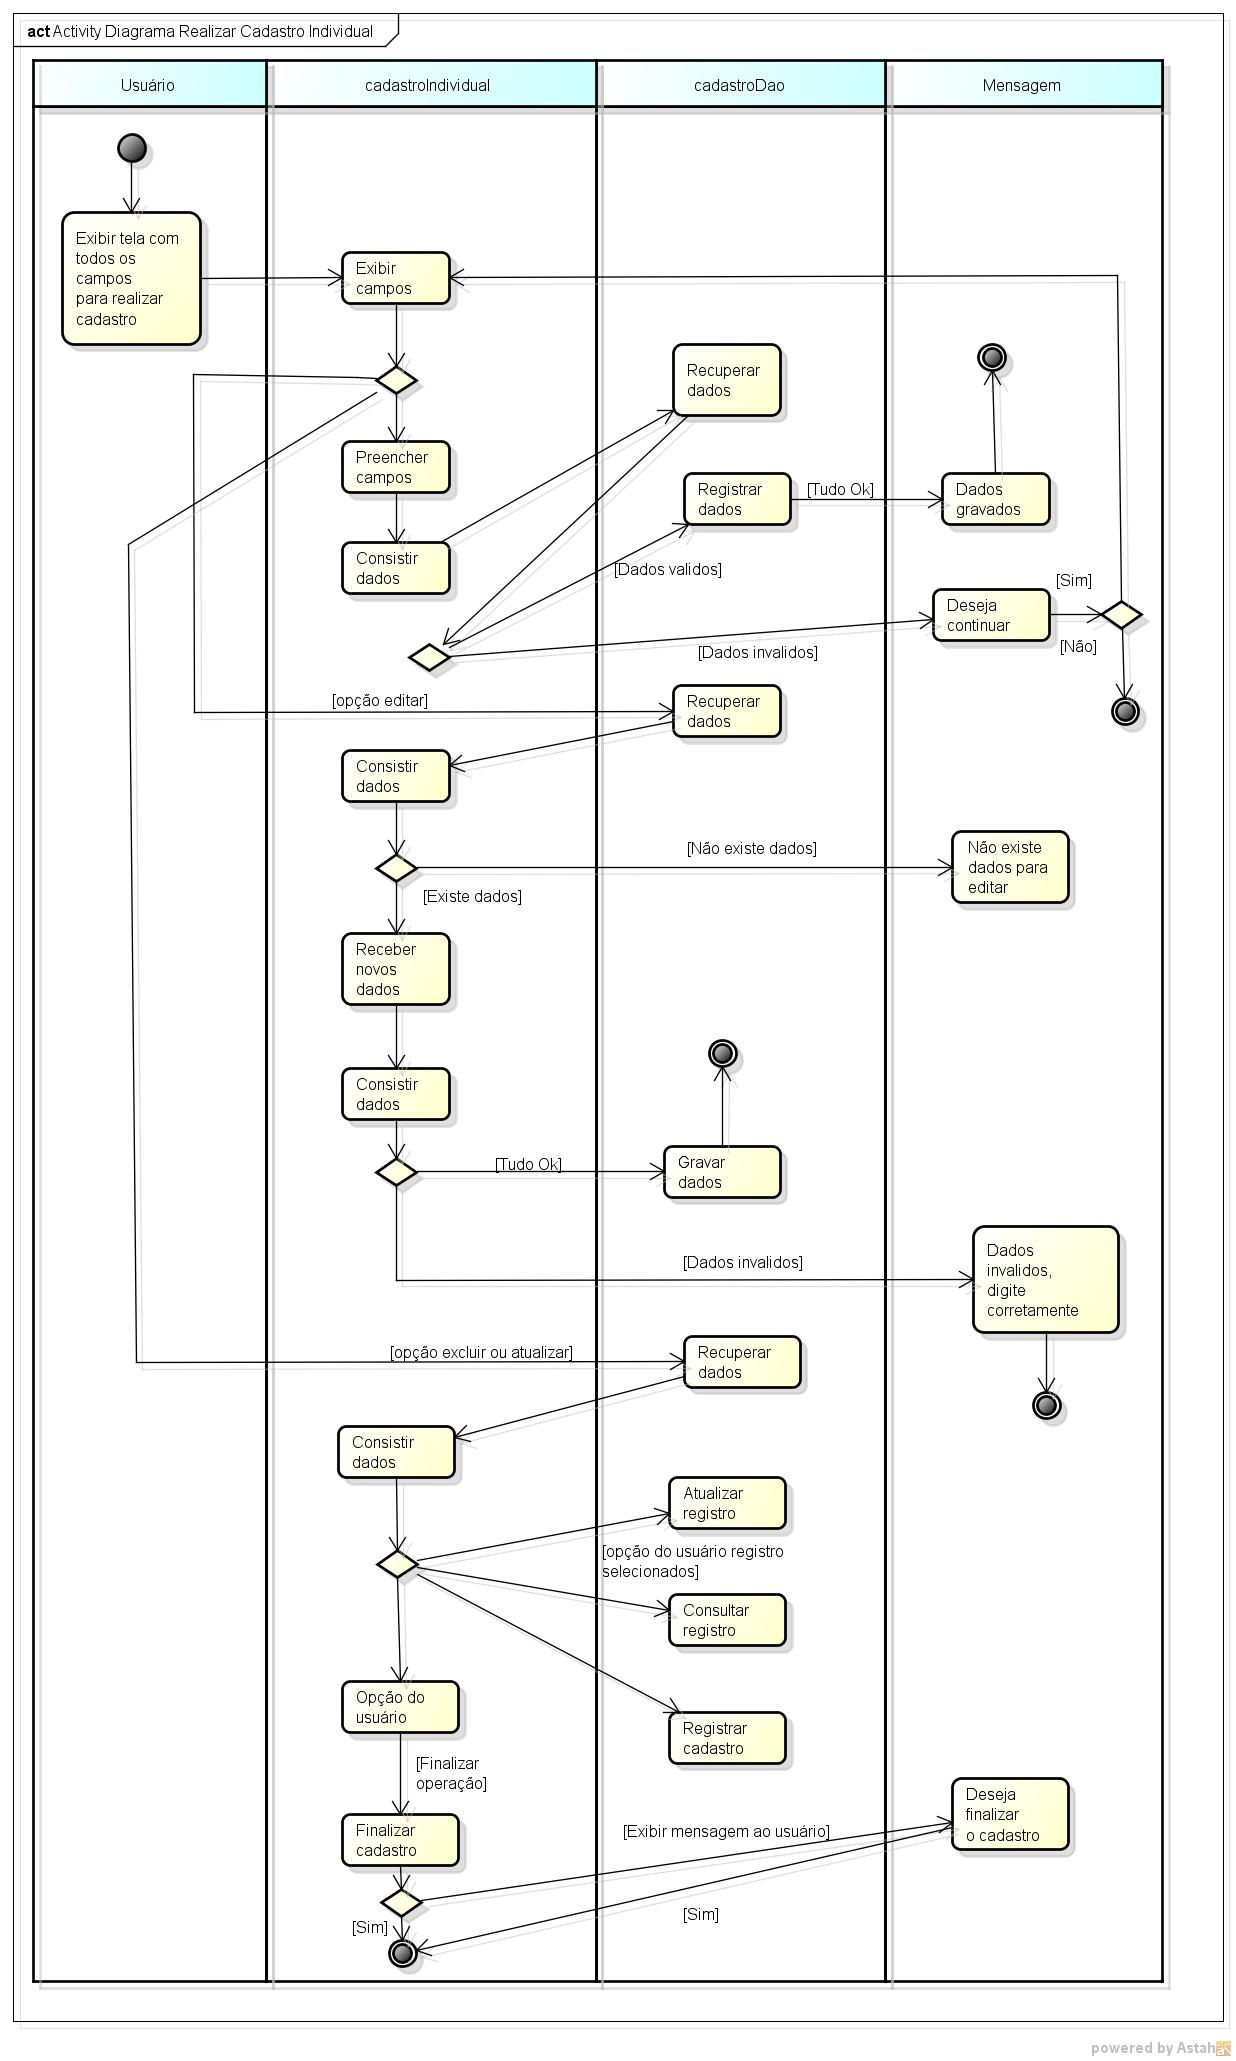 act Activity Diagrama Realizar Cadastro Individual
Usuário
cadastroIndividual
cadastroDao
Mensagem
Exibir tela com
todos os
campos
para realizar
cadastro
Exibir
campos
Recuperar
dados
Preencher
campos
Registrar
dados
[Tudo Ok]
Dados
gravados
Consistir
dados
[Dados validos]
Deseja
continuar
[Sim]
[Não]
[Dados invalidos]
[opção editar]
Recuperar
dados
Consistir
dados
[Não existe dados]
Não existe
dados para
editar
[Existe dados]
Receber
novos
dados
Consistir
dados
[Tudo Ok]
Gravar
dados
[Dados invalidos]
Dados
invalidos,
digite
corretamente
[opção excluir ou atualizar]
Recuperar
dados
Consistir
dados
Atualizar
registro
[opção do usuário registro
selecionados]
Consultar
registro
Opção do
usuário
Registrar
cadastro
[Finalizar
operação]
Deseja
finalizar
o cadastro
Finalizar
cadastro
[Exibir mensagem ao usuário]
[Sim]
[Sim]
powered by Astah